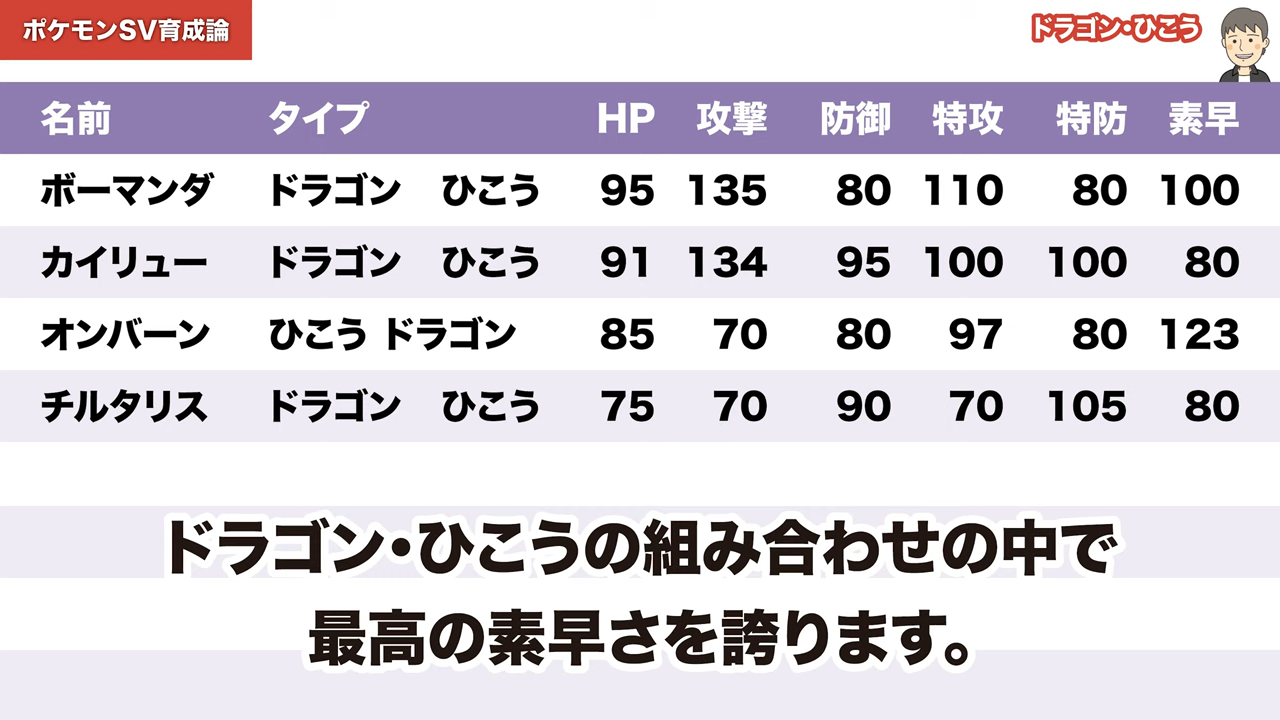 ポケモンSV育成論
ドラゴン・ひこう
名前 タイプ HP 攻撃 防御 特攻 特防 素早
ボーマンダ ドラゴン ひこう 95 135 80 110 80 100
カイリュー ドラゴン ひこう 91 134 95 100 100 80
オンバーン ひこう ドラゴン 85 70 80 97 80 123
チルタリス ドラゴン ひこう 75 70 90 70 105 80
ドラゴン・ひこうの組み合わせの中で
最高の素早さを誇ります。